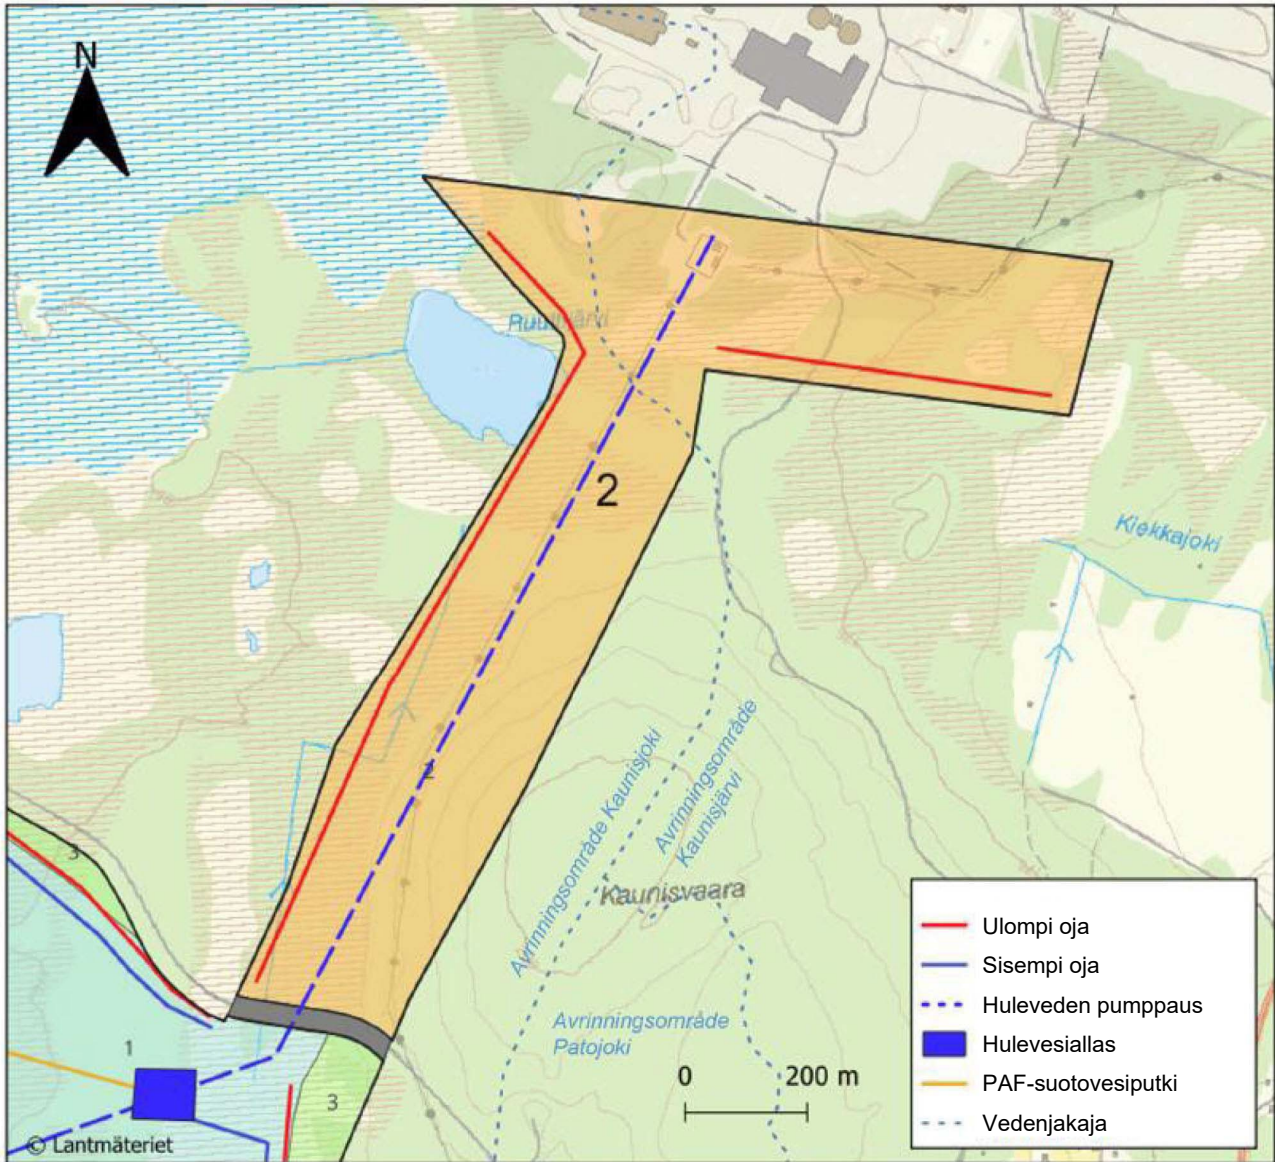 N
Ruutijärvi
2
Kiekkajoki
2
Avrinningsområde Kaunisjoki
Avrinningsområde
Kaunisjärvi
Kaunisvaara
3
Avrinningsområde
Patojoki
1
3
0 200 m
© Lantmäteriet
Ulompi oja
Sisempi oja
Huleveden pumppaus
Hulevesiallas
PAF-suotovesiputki
Vedenjakaja